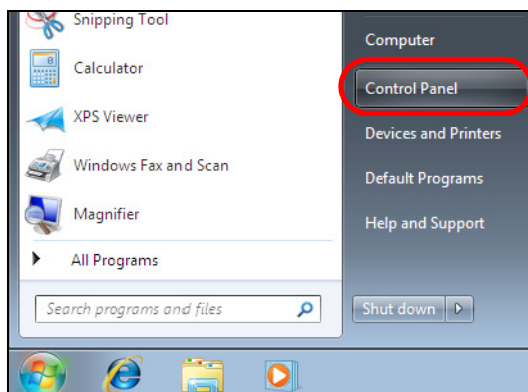 Snipping Tool
Calculator
XPS Viewer
Windows Fax and Scan
Magnifier
All Programs
Search programs and files
Computer
Control Panel
Devices and Printers
Default Programs
Help and Support
Shut down